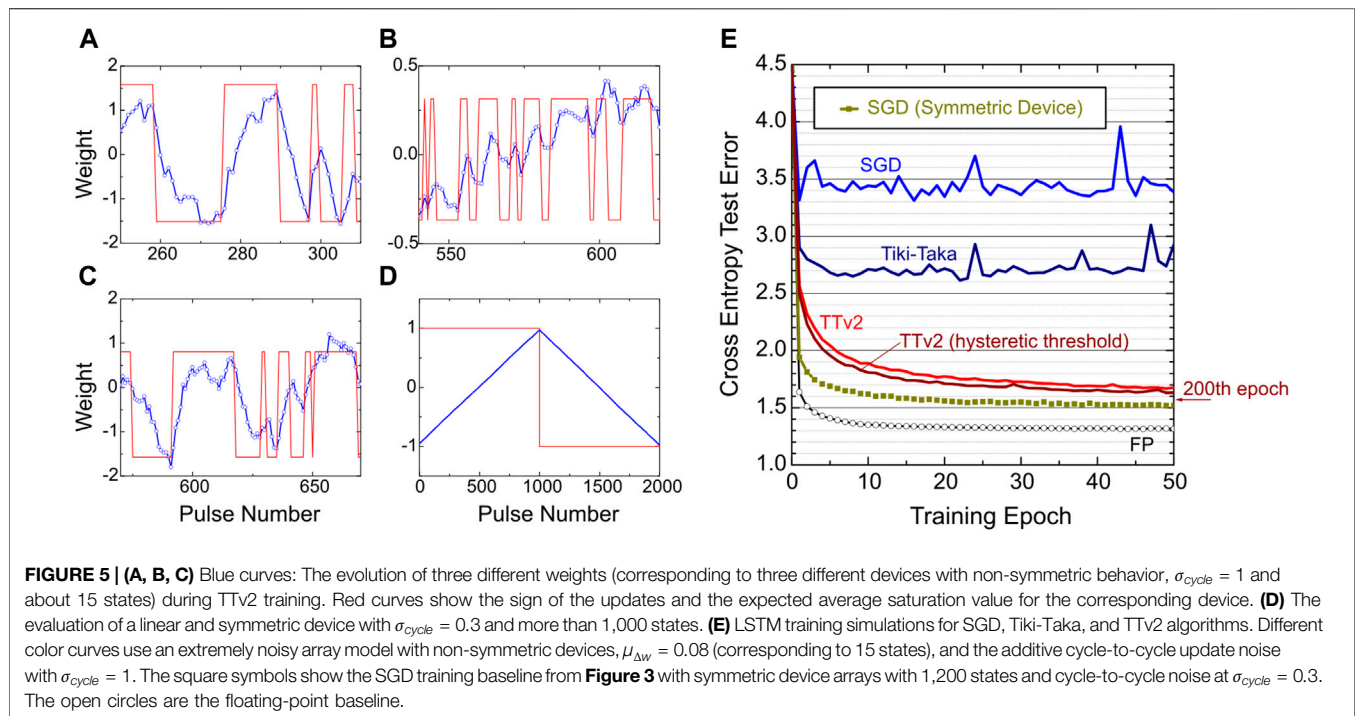 A
2
1
0
-1
-2
260
280
300
Weight
B
0.5
0.0
-0.5
540
600
C
2
1
0
-1
-2
600
650
Weight
Pulse Number
D
1
0
-1
0
500
1000
1500
2000
Pulse Number
E
4.5
4.0
3.5
3.0
2.5
2.0
1.5
1.0
Cross Entropy Test Error
SGD (Symmetric Device)
SGD
Tiki-Taka
TTv2
TTv2 (hysteretic threshold)
200th epoch
FP
0
10
20
30
40
50
Training Epoch
FIGURE 5 | (A, B, C) Blue curves: The evolution of three different weights (corresponding to three different devices with non-symmetric behavior, σcycle = 1 and
about 15 states) during TTv2 training. Red curves show the sign of the updates and the expected average saturation value for the corresponding device. (D) The
evaluation of a linear and symmetric device with σcycle = 0.3 and more than 1,000 states. (E) LSTM training simulations for SGD, Tiki-Taka, and TTv2 algorithms. Different
color curves use an extremely noisy array model with non-symmetric devices, μΔw = 0.08 (corresponding to 15 states), and the additive cycle-to-cycle update noise
with σcycle = 1. The square symbols show the SGD training baseline from Figure 3 with symmetric device arrays with 1,200 states and cycle-to-cycle noise at σcycle = 0.3.
The open circles are the floating-point baseline.